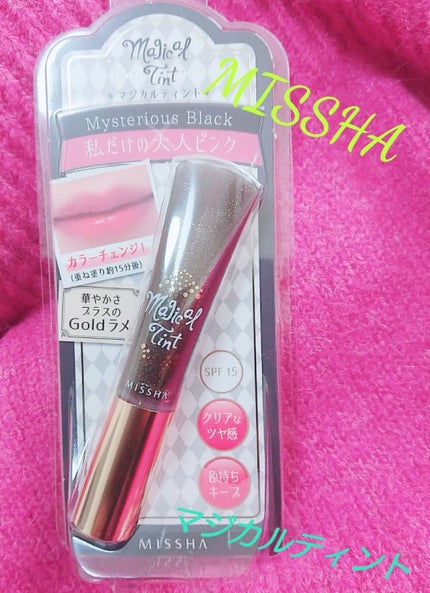 Magical
Tint
*マジカルティント*
MISSHA
Mysterious Black
私だけの大人ピンク
カラーチェンジ!
(重ね塗り約15分後)
華やかさ
プラスの
Goldラメ
Magical
Tint
MISSHA
SPF 15
クリアな
ツヤ感
色持ち
キープ
マジカルティント
MISSHA